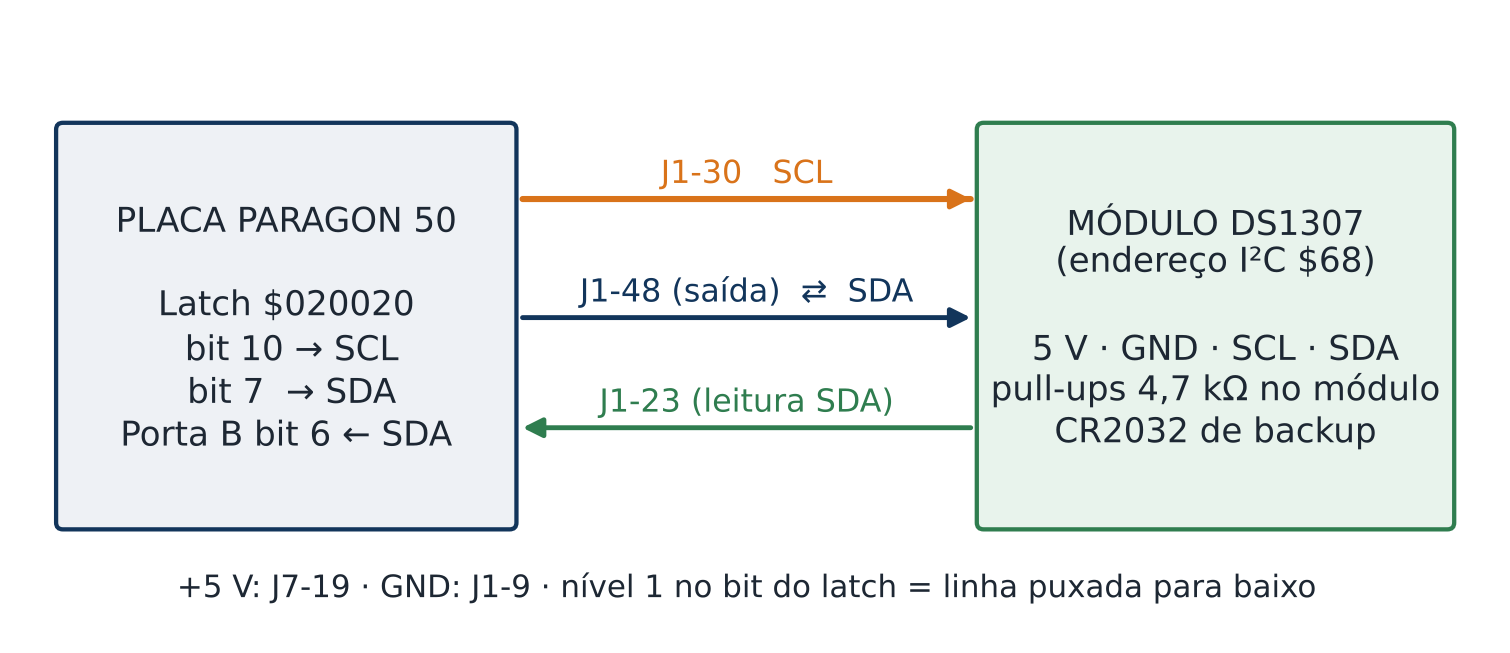 PLACA PARAGON 50
Latch $020020
bit 10 → SCL
bit 7 → SDA
Porta B bit 6 ← SDA
J1-30 SCL
J1-48 (saída) ⇄ SDA
J1-23 (leitura SDA)
MÓDULO DS1307
(endereço I²C $68)
5 V · GND · SCL · SDA
pull-ups 4,7 kΩ no módulo
CR2032 de backup
+5 V: J7-19 · GND: J1-9 · nível 1 no bit do latch = linha puxada para baixo